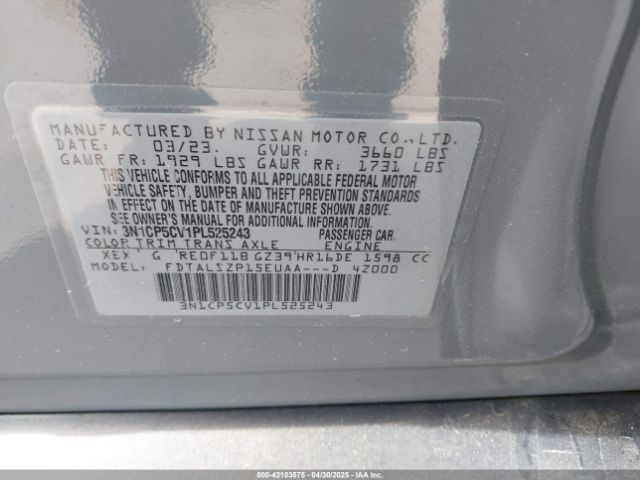 MANUFACTURED BY NISSAN MOTOR CO.,LTD.
DATE: 03/23. GVWR: 3660 LBS
GAWR FR: 1929 LBS GAWR RR: 1731 LBS
THIS VEHICLE CONFORMS TO ALL APPLICABLE FEDERAL MOTOR
VEHICLE SAFETY, BUMPER AND THEFT PREVENTION STANDARDS
IN EFFECT ON THE DATE OF MANUFACTURE SHOWN ABOVE.
SEE OWNER'S MANUAL FOR ADDITIONAL INFORMATION.
VIN: 3N1CP5CV1PL525243 PASSENGER CAR.
COLOR TRIM TRANS AXLE ENGINE
XEX G RE0F11B GZ39 HR16DE 1598 CC
MODEL: FDTALSZP15EUAA---D 4Z000
3N1CP5CV1PL525243
000-42103575 - 04/30/2025 - IAAI.COM